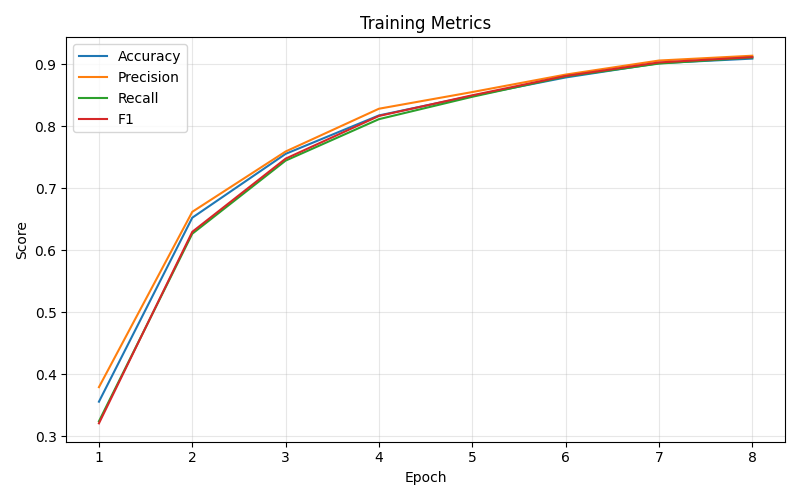 Training Metrics
Accuracy
Precision
Recall
F1
Score
0.9
0.8
0.7
0.6
0.5
0.4
0.3
1 2 3 4 5 6 7 8
Epoch